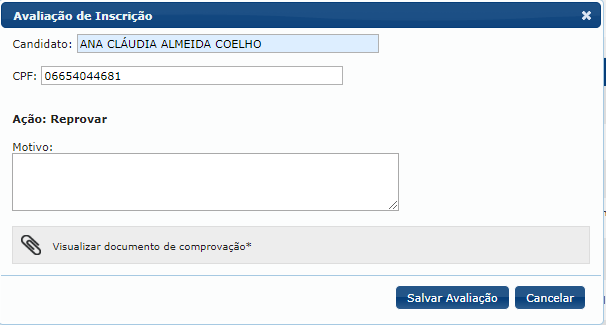 Avaliação de Inscrição
Candidato: ANA CLÁUDIA ALMEIDA COELHO
CPF: 06654044681
Ação: Reprovar
Motivo:
Visualizar documento de comprovação*
Salvar Avaliação Cancelar